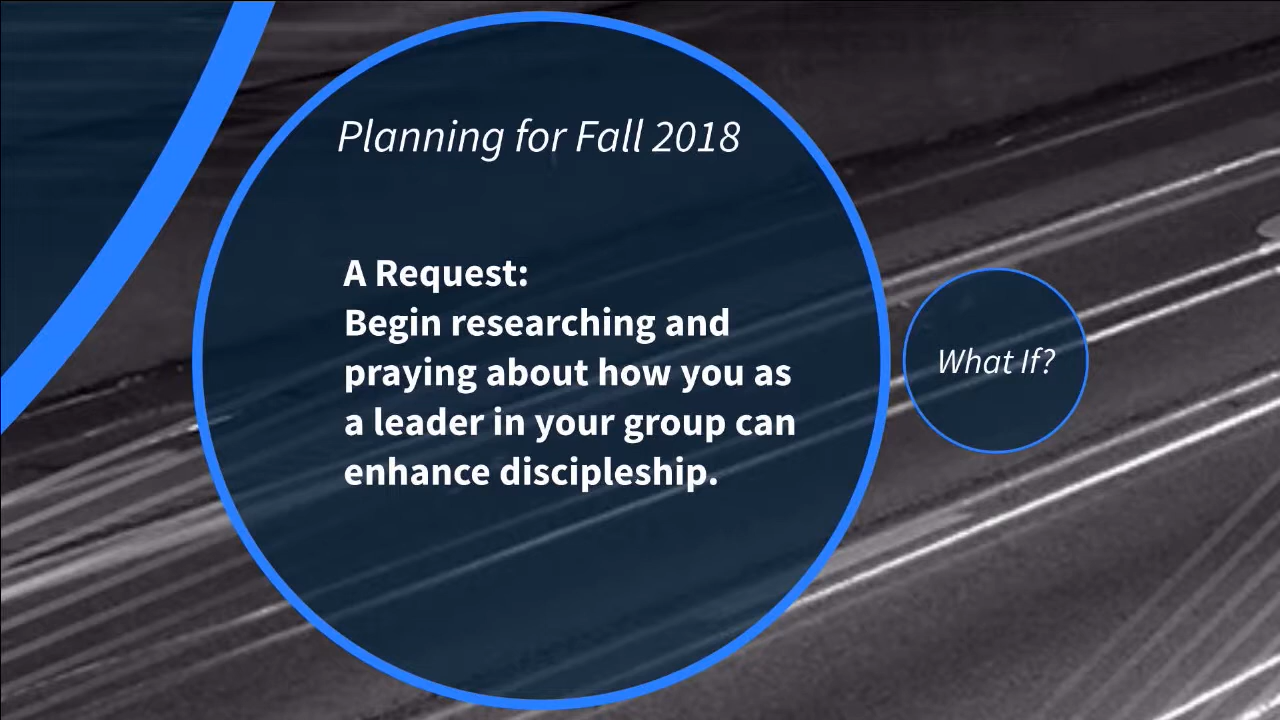 Planning for Fall 2018
A Request:
Begin researching and
praying about how you as
a leader in your group can
enhance discipleship.
What If?